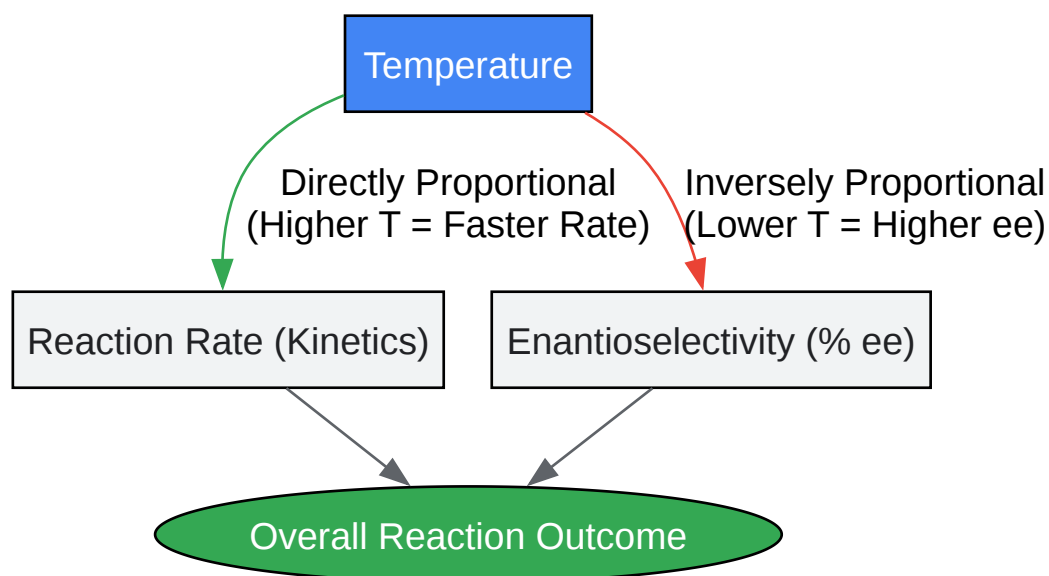 Temperature
Directly Proportional
(Higher T = Faster Rate)
Inversely Proportional
(Lower T = Higher ee)
Reaction Rate (Kinetics)
Enantioselectivity (% ee)
Overall Reaction Outcome